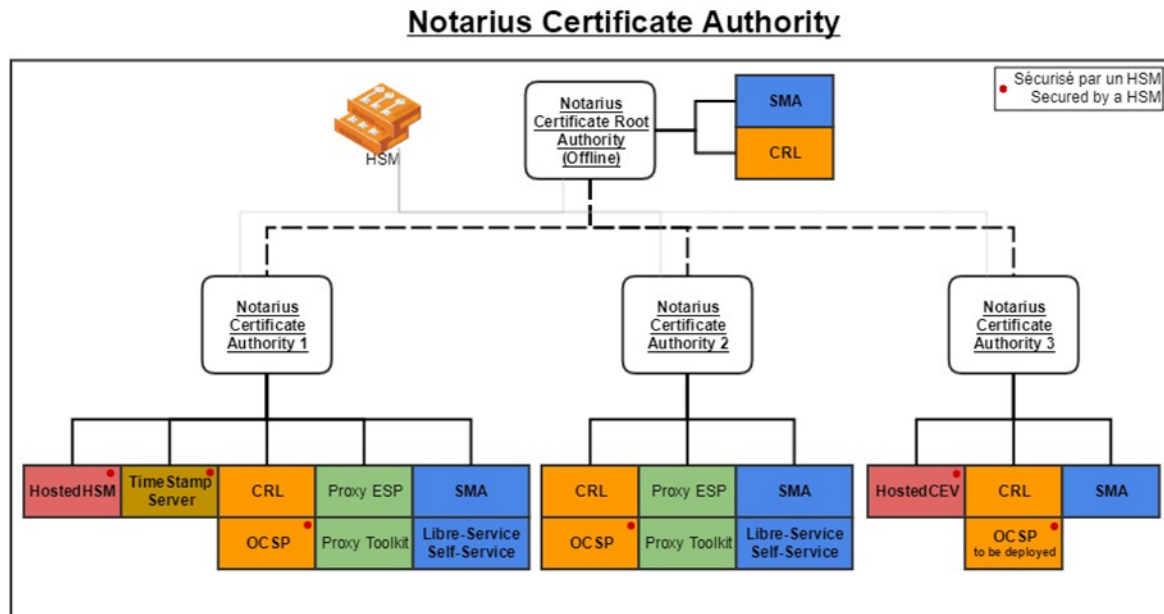 Notarius Certificate Authority
Sécurisé par un HSM
Secured by a HSM
HSM
Notarius
Certificate Root
Authority
(Offline)
SMA
CRL
Notarius
Certificate
Authority 1
Notarius
Certificate
Authority 2
Notarius
Certificate
Authority 3
HostedHSM
TimeStamp
Server
CRL
Proxy ESP
SMA
OCSP
Proxy Toolkit
Libre-Service
Self-Service
CRL
Proxy ESP
SMA
OCSP
Proxy Toolkit
Libre-Service
Self-Service
HostedCEV
CRL
SMA
OCSP
to be deployed